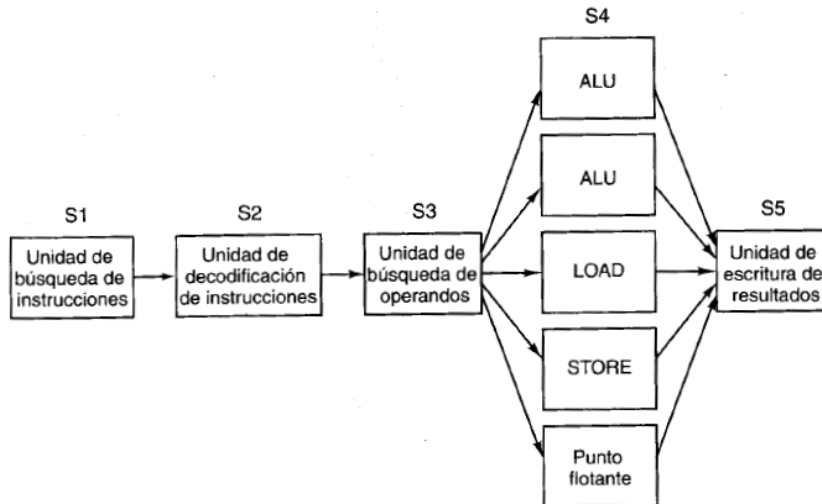 S4
ALU
ALU
S1
S2
S3
S5
Unidad de
búsqueda de
instrucciones
Unidad de
decodificación
de instrucciones
Unidad de
búsqueda de
operandos
LOAD
Unidad de
escritura de
resultados
STORE
Punto
flotante